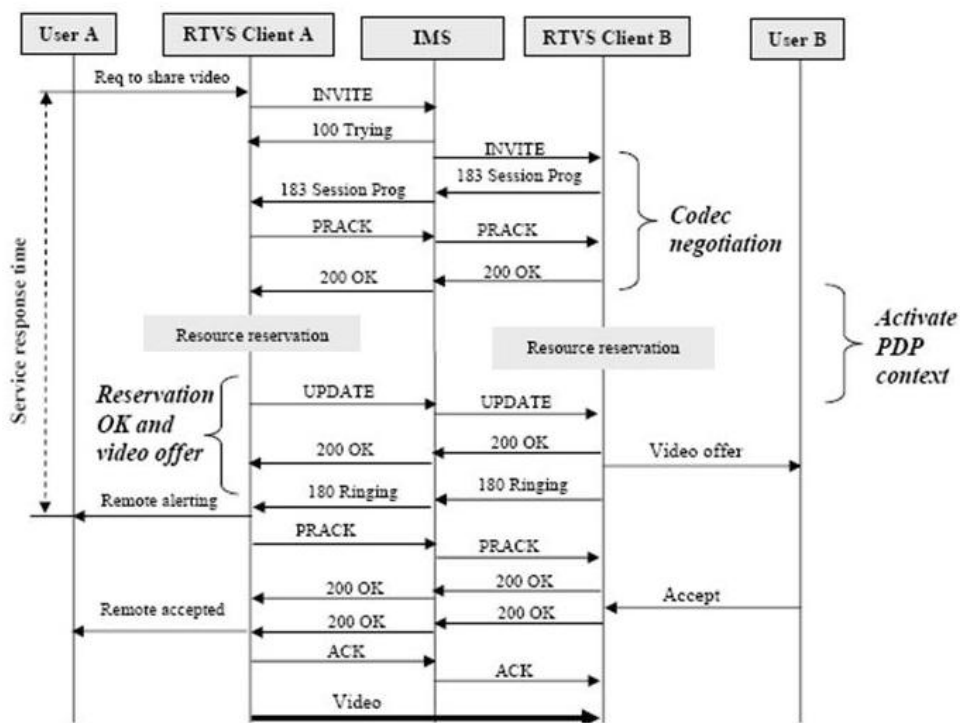 User A
RTVS Client A
IMS
RTVS Client B
User B
Req to share video
INVITE
100 Trying
INVITE
183 Session Prog
183 Session Prog
PRACK
PRACK
Codec
negotiation
200 OK
200 OK
Service response time
Resource reservation
Resource reservation
Activate
PDP
context
Reservation
OK and
video offer
UPDATE
UPDATE
200 OK
200 OK
Video offer
180 Ringing
180 Ringing
Remote alerting
PRACK
PRACK
200 OK
200 OK
Accept
Remote accepted
200 OK
200 OK
ACK
ACK
Video